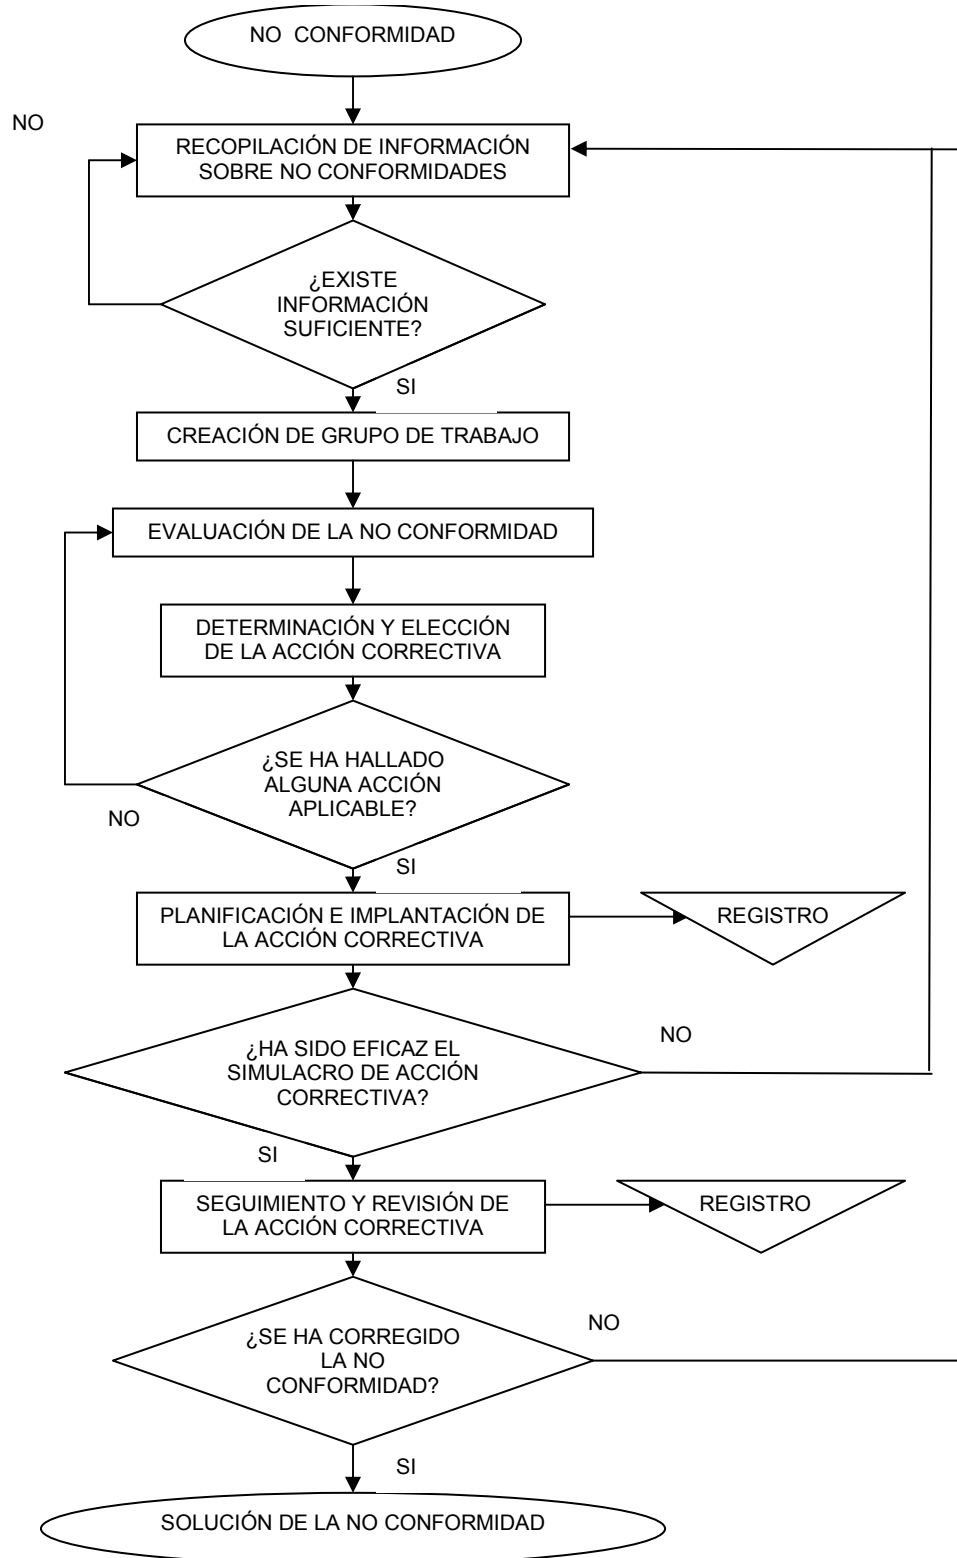 NO CONFORMIDAD
NO
RECOPILACIÓN DE INFORMACIÓN
SOBRE NO CONFORMIDADES
¿EXISTE
INFORMACIÓN
SUFICIENTE?
SI
CREACIÓN DE GRUPO DE TRABAJO
EVALUACIÓN DE LA NO CONFORMIDAD
DETERMINACIÓN Y ELECCIÓN
DE LA ACCIÓN CORRECTIVA
¿SE HA HALLADO
ALGUNA ACCIÓN
APLICABLE?
NO
SI
PLANIFICACIÓN E IMPLANTACIÓN DE
LA ACCIÓN CORRECTIVA
REGISTRO
¿HA SIDO EFICAZ EL
SIMULACRO DE ACCIÓN
CORRECTIVA?
NO
SI
SEGUIMIENTO Y REVISIÓN DE
LA ACCIÓN CORRECTIVA
REGISTRO
¿SE HA CORREGIDO
LA NO
CONFORMIDAD?
NO
SI
SOLUCIÓN DE LA NO CONFORMIDAD